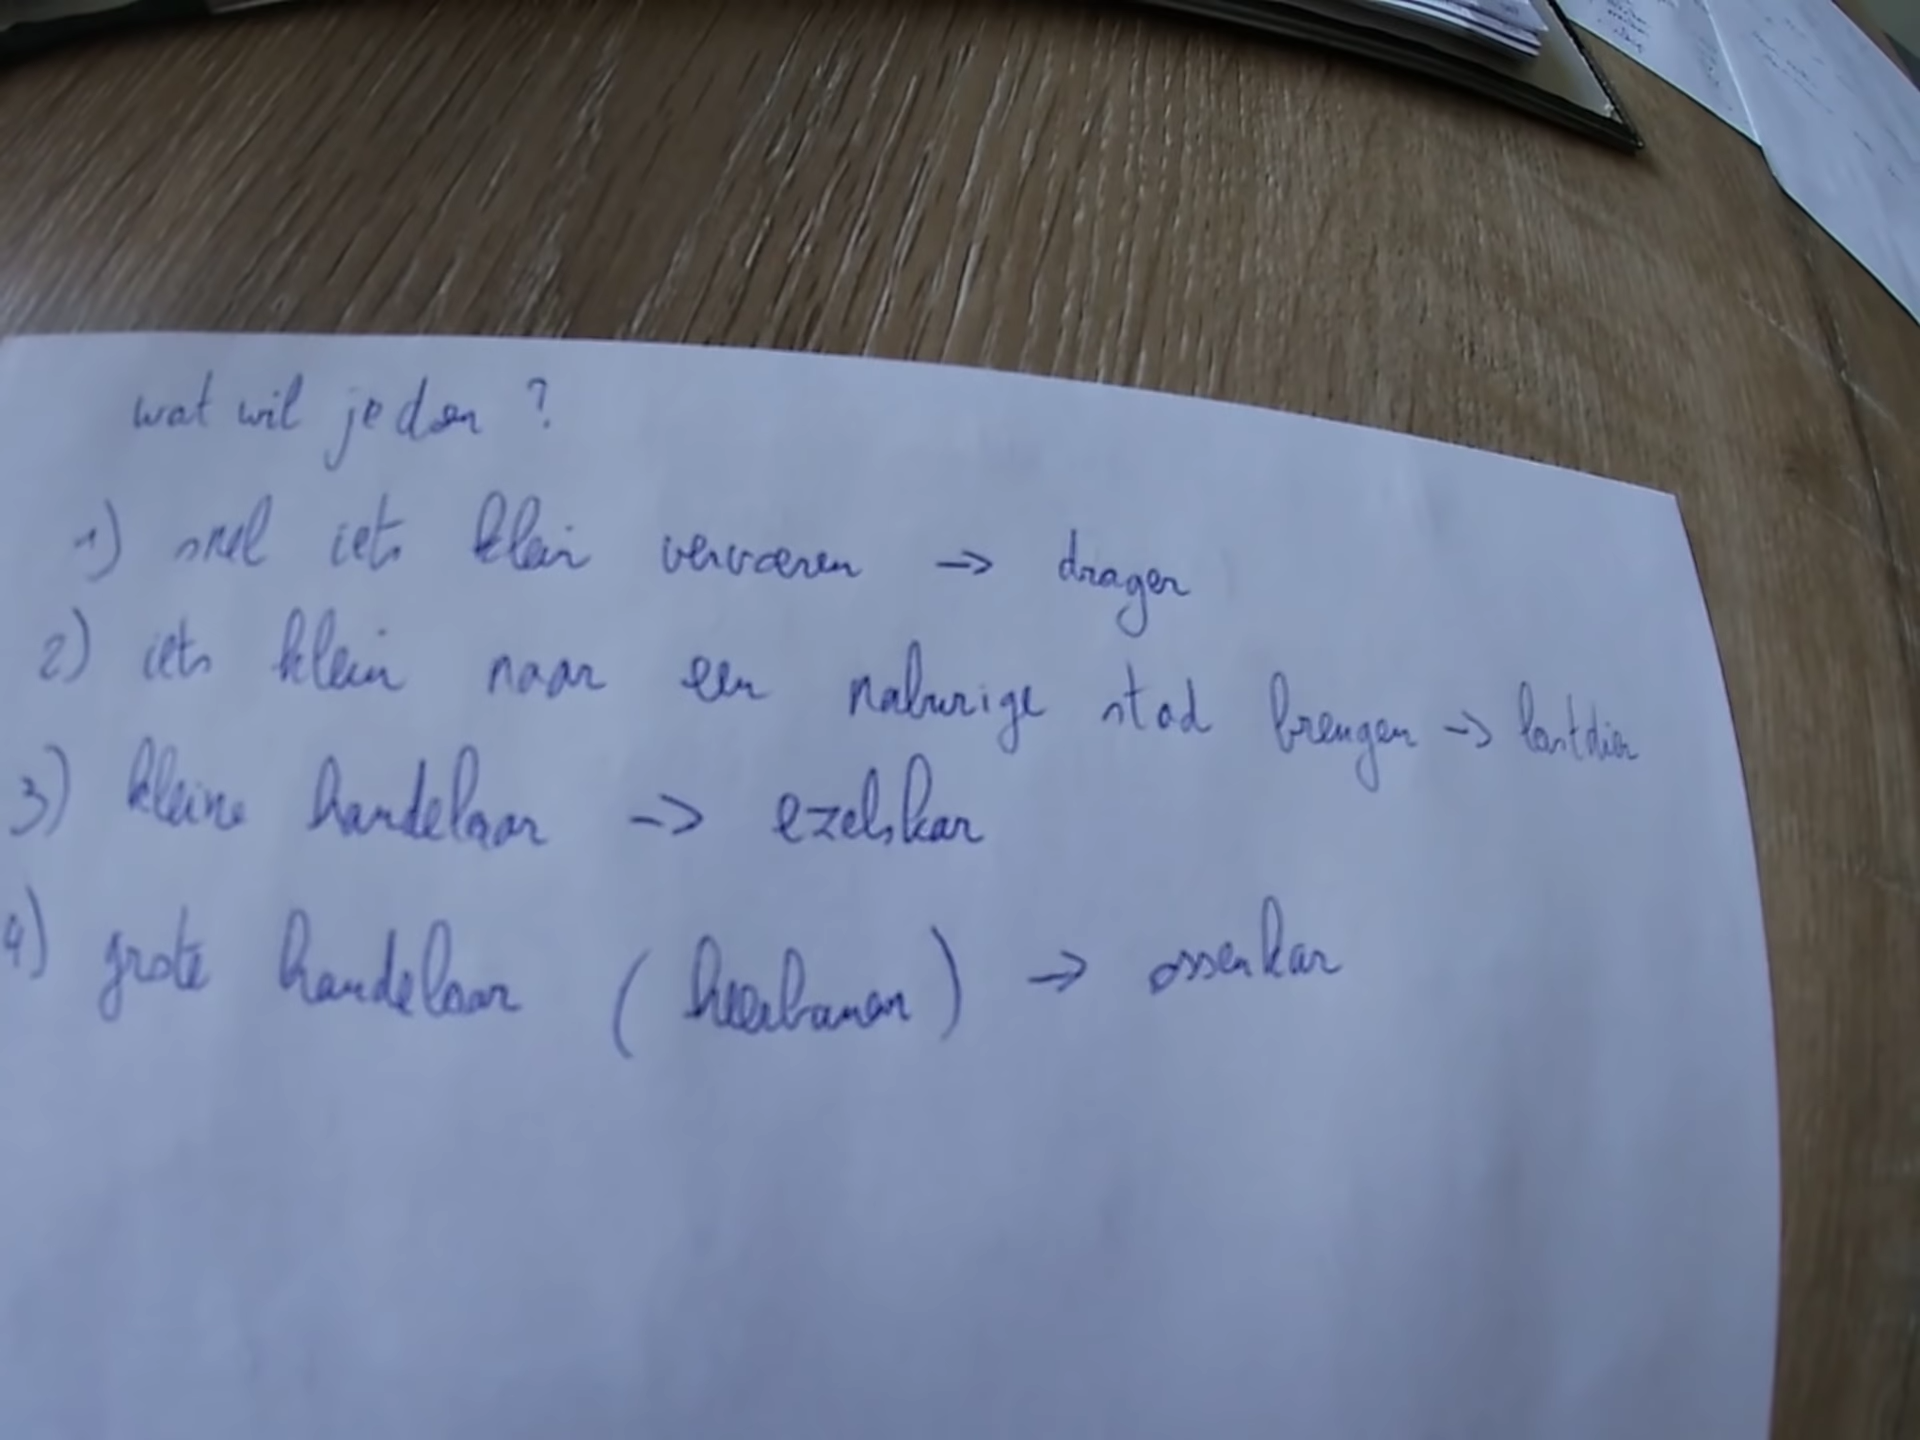 wat wil je doen ?
1) snel iets klein vervoeren -> drager
2) iets klein naar een naburige stad brengen -> lastdier
3) kleine handelaar -> ezelskar
4) grote handelaar (heerbanen) -> ossenkar